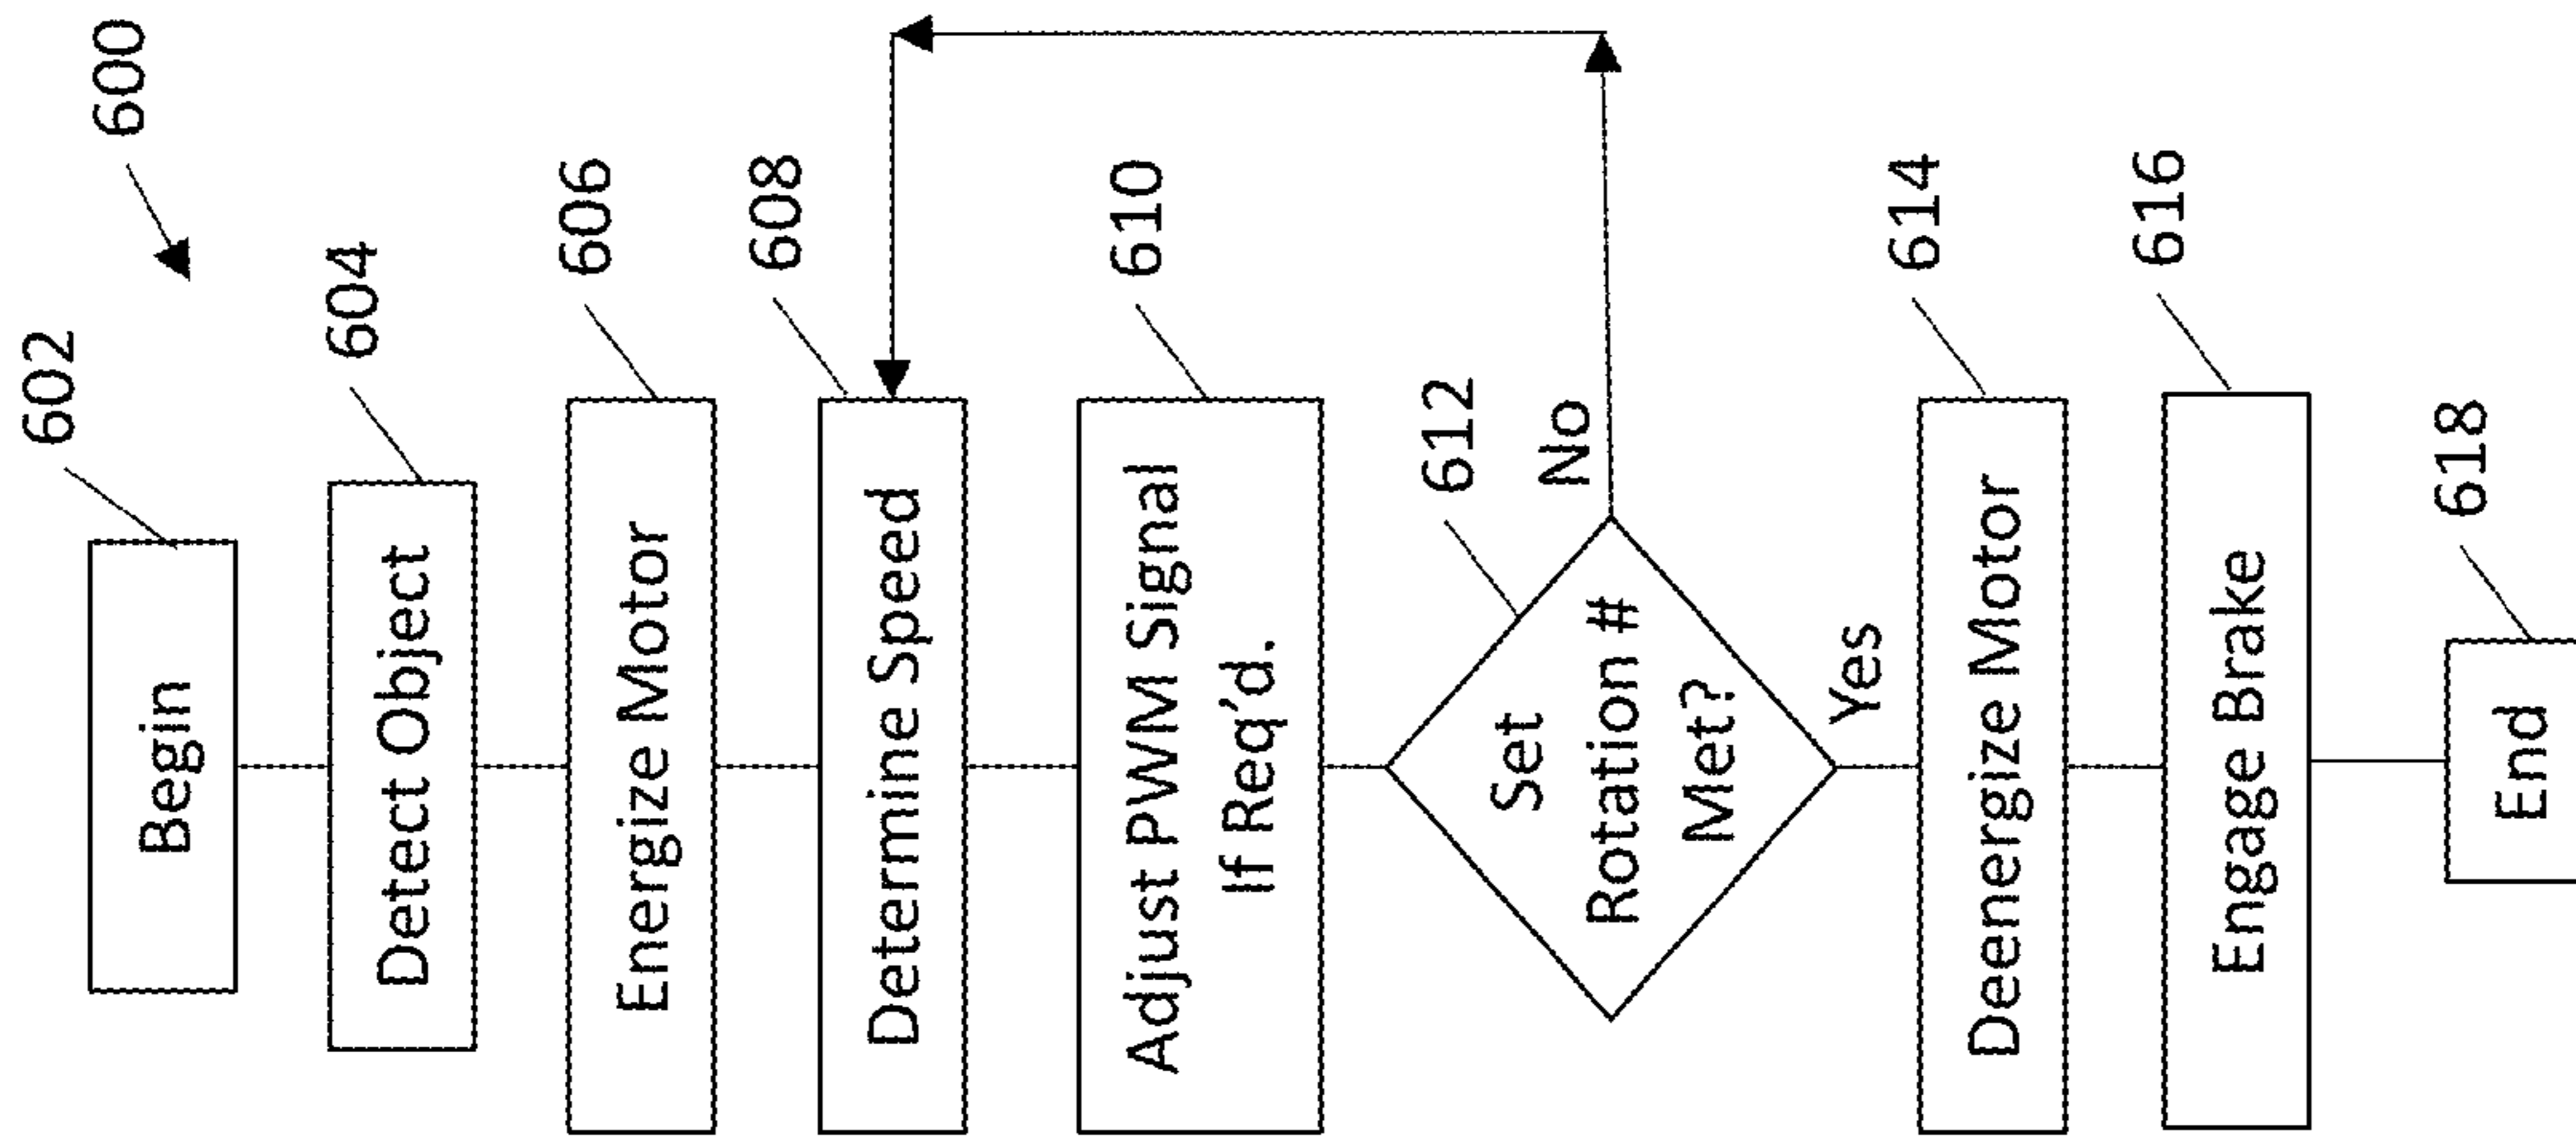 600
602
Begin
604
Detect Object
606
Energize Motor
608
Determine Speed
610
Adjust PWM Signal
If Req'd.
612
Set
Rotation #
Met?
No
Yes
614
Deenergize Motor
616
Engage Brake
618
End